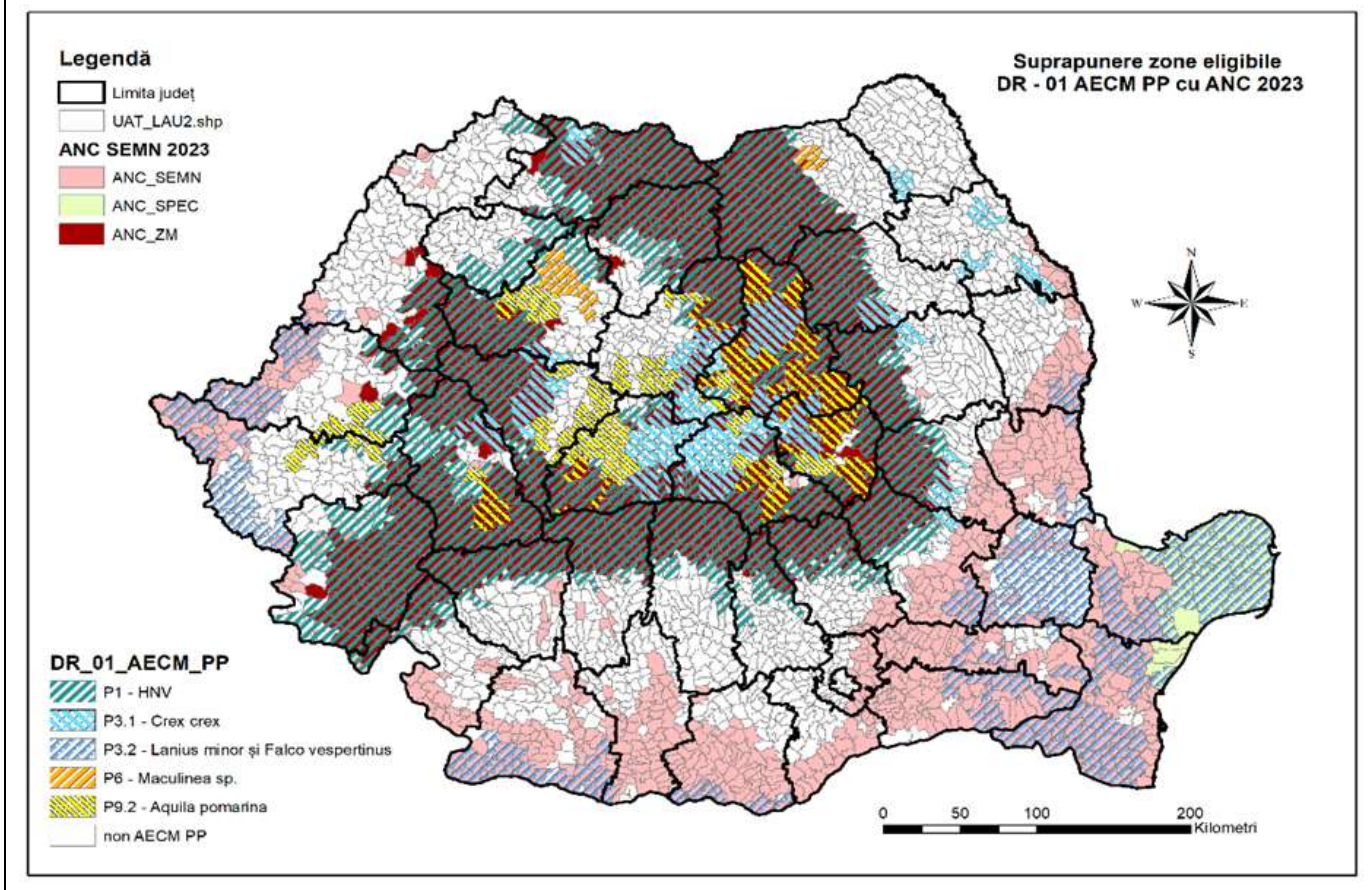 Legendă
Limita județ
UAT_LAU2.shp
ANC SEMN 2023
ANC_SEMN
ANC_SPEC
ANC_ZM
Suprapunere zone eligibile
DR - 01 AECM PP cu ANC 2023
N
W
E
S
DR_01_AECM_PP
P1 - HNV
P3.1 - Crex crex
P3.2 - Lanius minor și Falco vespertinus
P6 - Maculinea sp.
P9.2 - Aquila pomarina
non AECM PP
0 50 100 200
Kilometri